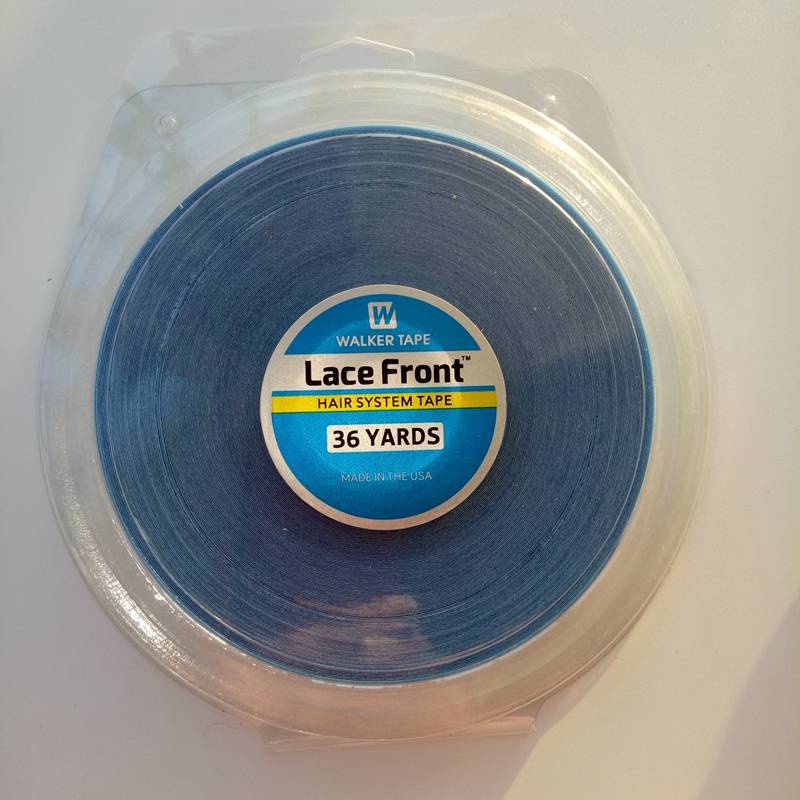 W
WALKER TAPE
Lace Front™
HAIR SYSTEM TAPE
36 YARDS
MADE IN THE USA